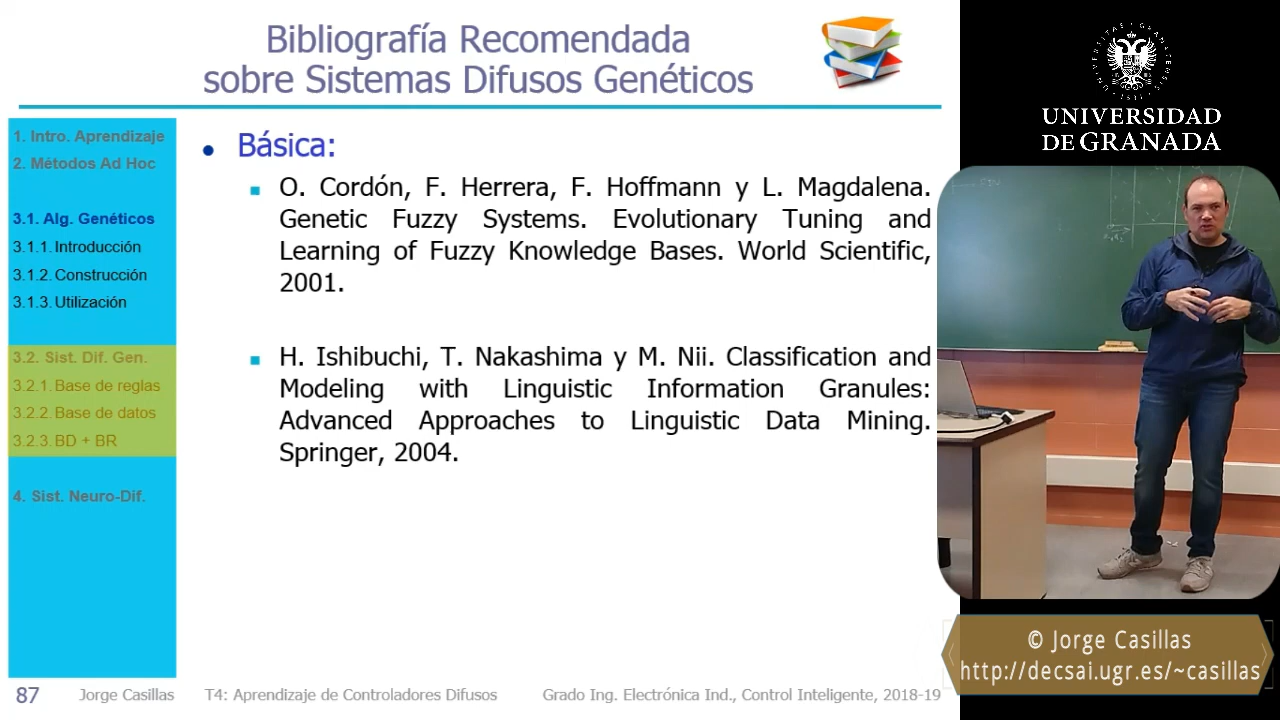 Bibliografía Recomendada
sobre Sistemas Difusos Genéticos
1. Intro. Aprendizaje
2. Métodos Ad Hoc
3.1. Alg. Genéticos
3.1.1. Introducción
3.1.2. Construcción
3.1.3. Utilización
3.2. Sist. Dif. Gen.
3.2.1. Base de reglas
3.2.2. Base de datos
3.2.3. BD + BR
4. Sist. Neuro-Dif.
• Básica:
O. Cordón, F. Herrera, F. Hoffmann y L. Magdalena.
Genetic Fuzzy Systems. Evolutionary Tuning and
Learning of Fuzzy Knowledge Bases. World Scientific,
2001.
H. Ishibuchi, T. Nakashima y M. Nii. Classification and
Modeling with Linguistic Information Granules:
Advanced Approaches to Linguistic Data Mining.
Springer, 2004.
87 Jorge Casillas T4: Aprendizaje de Controladores Difusos Grado Ing. Electrónica Ind., Control Inteligente, 2018-19
UNIVERSIDAD
DE GRANADA
© Jorge Casillas
http://decsai.ugr.es/~casillas